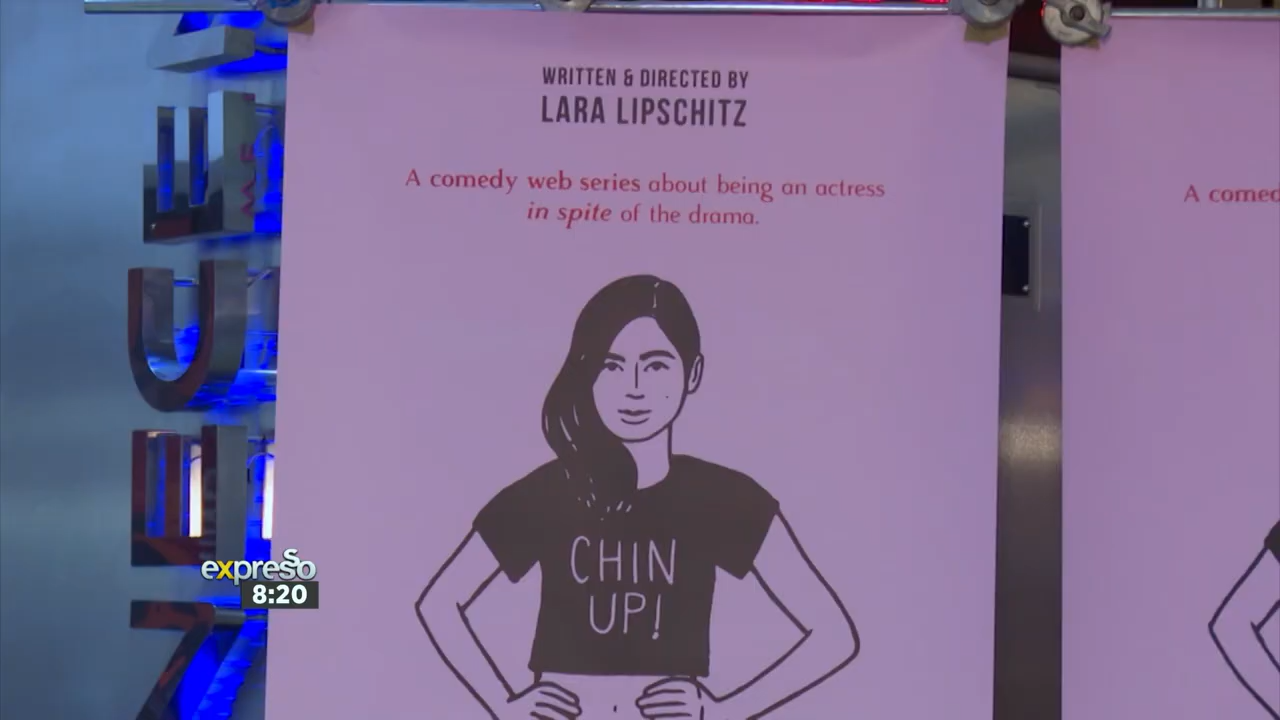 WRITTEN & DIRECTED BY
LARA LIPSCHITZ
A comedy web series about being an actress
in spite of the drama.
CHIN
UP!
A comed
expresso
8:20